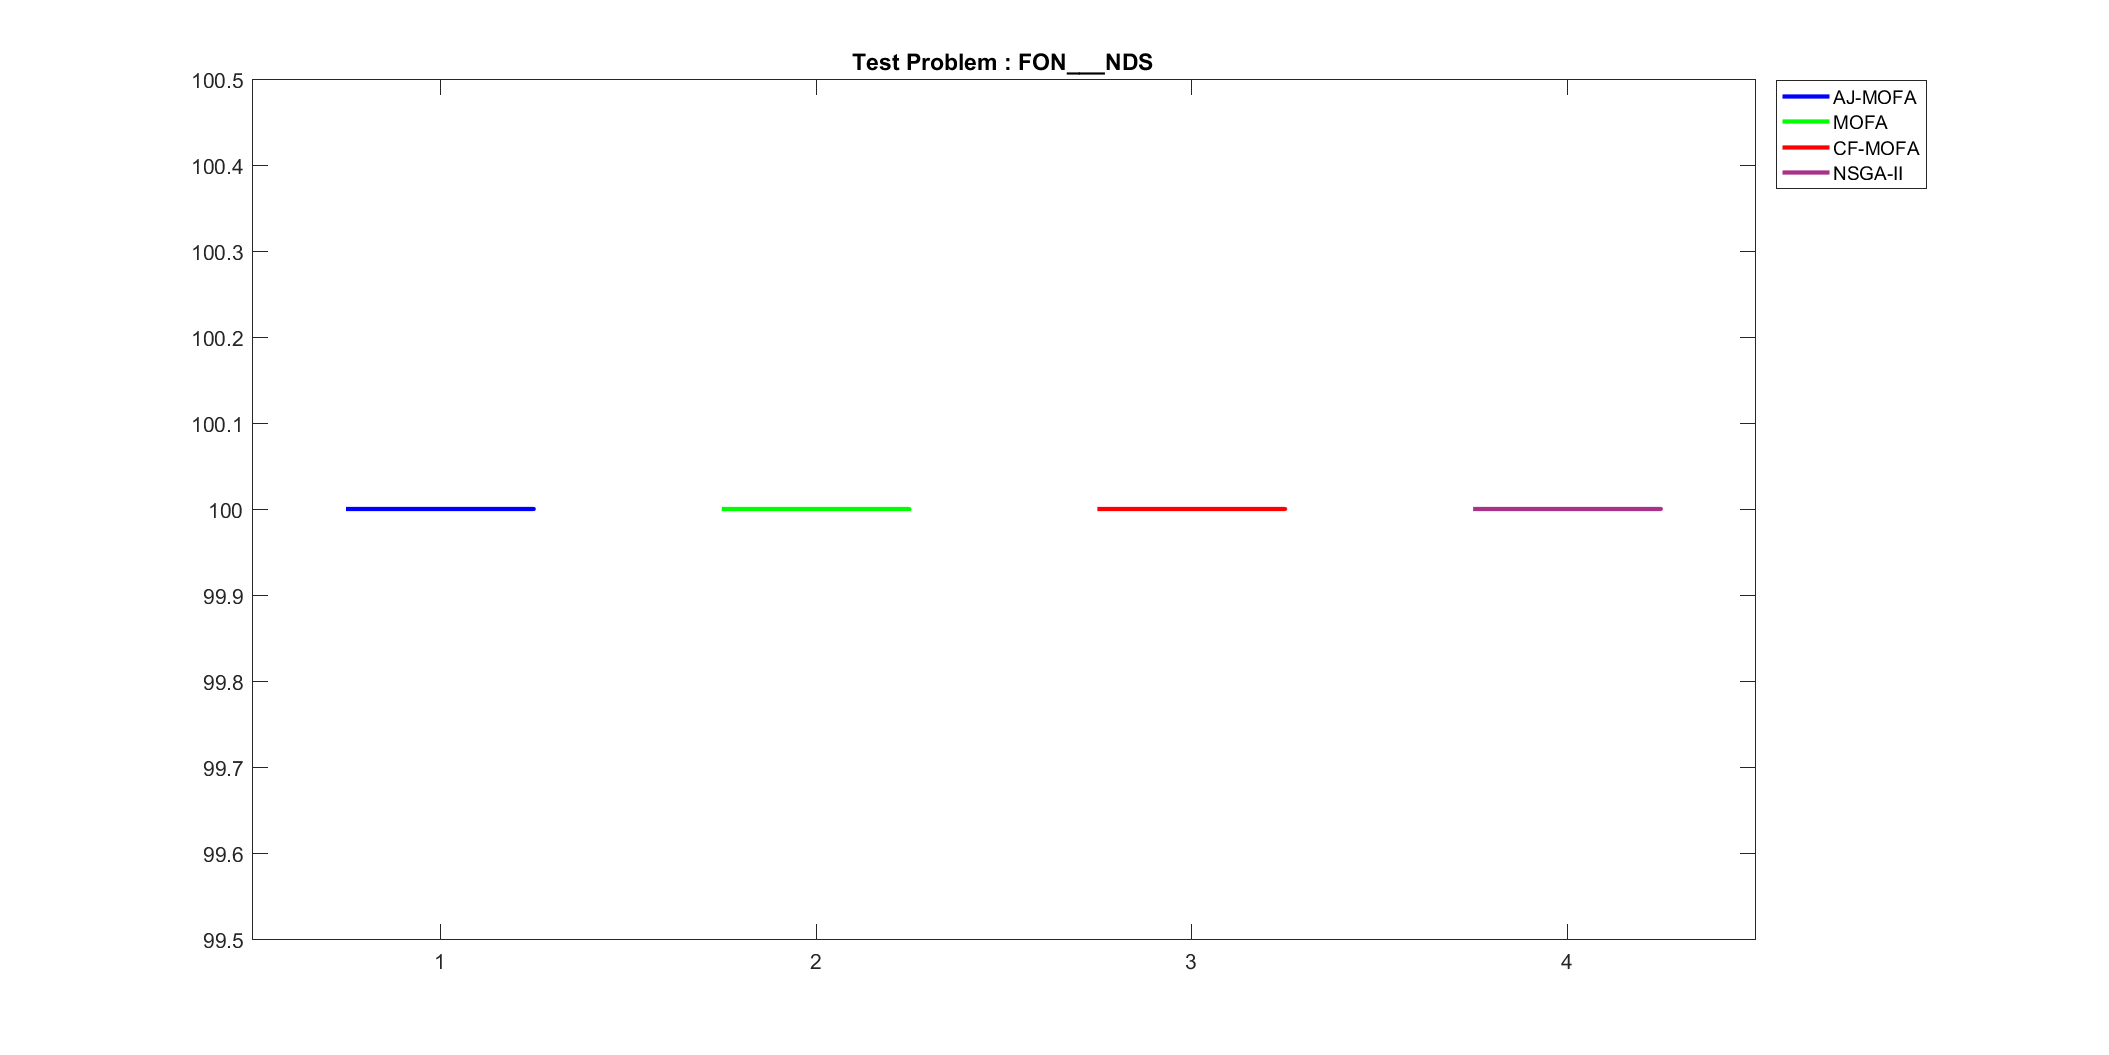 Test Problem : FON___NDS
100.5
100.4
100.3
100.2
100.1
100
99.9
99.8
99.7
99.6
99.5
1 2 3 4
AJ-MOFA
MOFA
CF-MOFA
NSGA-II